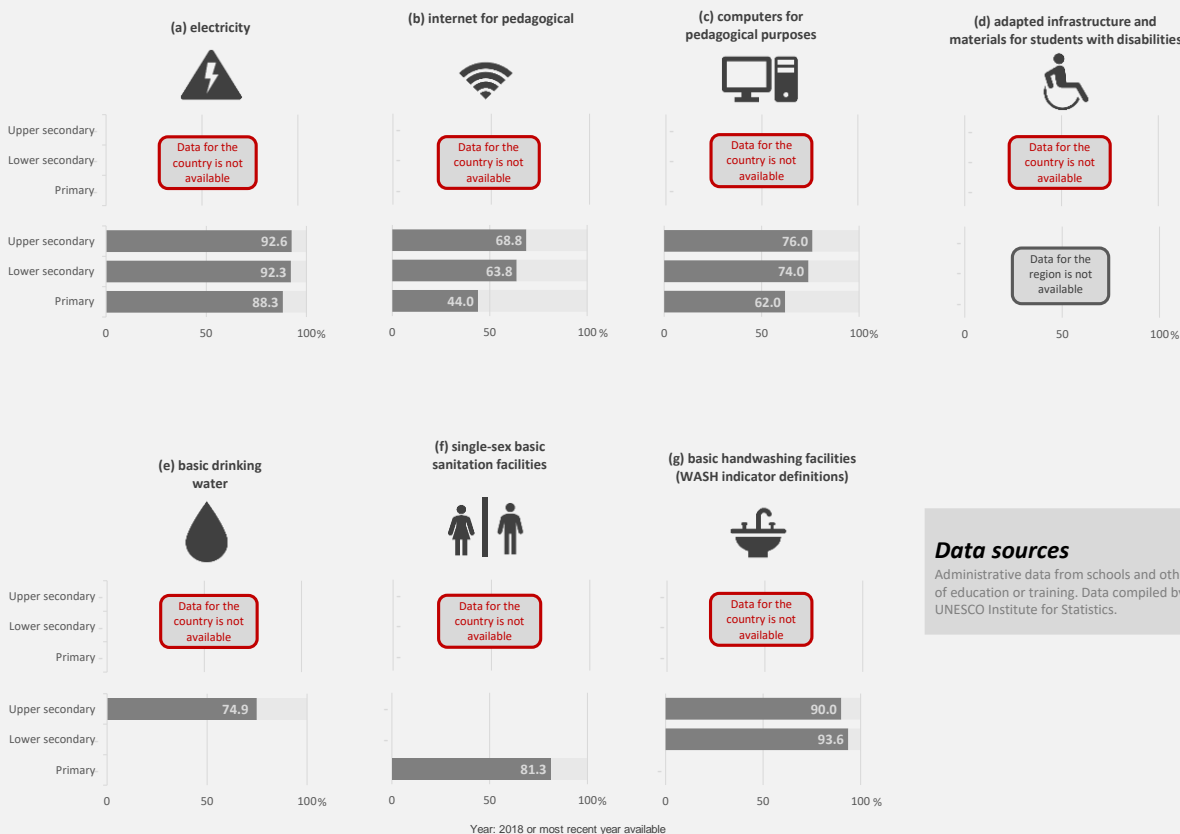 (a) electricity
(b) internet for pedagogical
(c) computers for
pedagogical purposes
(d) adapted infrastructure and
materials for students with disabilities
Upper secondary
Lower secondary
Primary
Data for the
country is not
available
Data for the
country is not
available
Data for the
country is not
available
Data for the
country is not
available
Upper secondary
Lower secondary
Primary
92.6
92.3
88.3
0 50 100%
68.8
63.8
44.0
0 50 100%
76.0
74.0
62.0
0 50 100%
Data for the
region is not
available
0 50 100%
(e) basic drinking
water
(f) single-sex basic
sanitation facilities
(g) basic handwashing facilities
(WASH indicator definitions)
Upper secondary
Lower secondary
Primary
Data for the
country is not
available
Data for the
country is not
available
Data for the
country is not
available
Upper secondary
Lower secondary
Primary
74.9
0 50 100%
81.3
0 50 100%
90.0
93.6
0 50 100 %
Data sources
Administrative data from schools and oth
of education or training. Data compiled by
UNESCO Institute for Statistics.
Year: 2018 or most recent year available